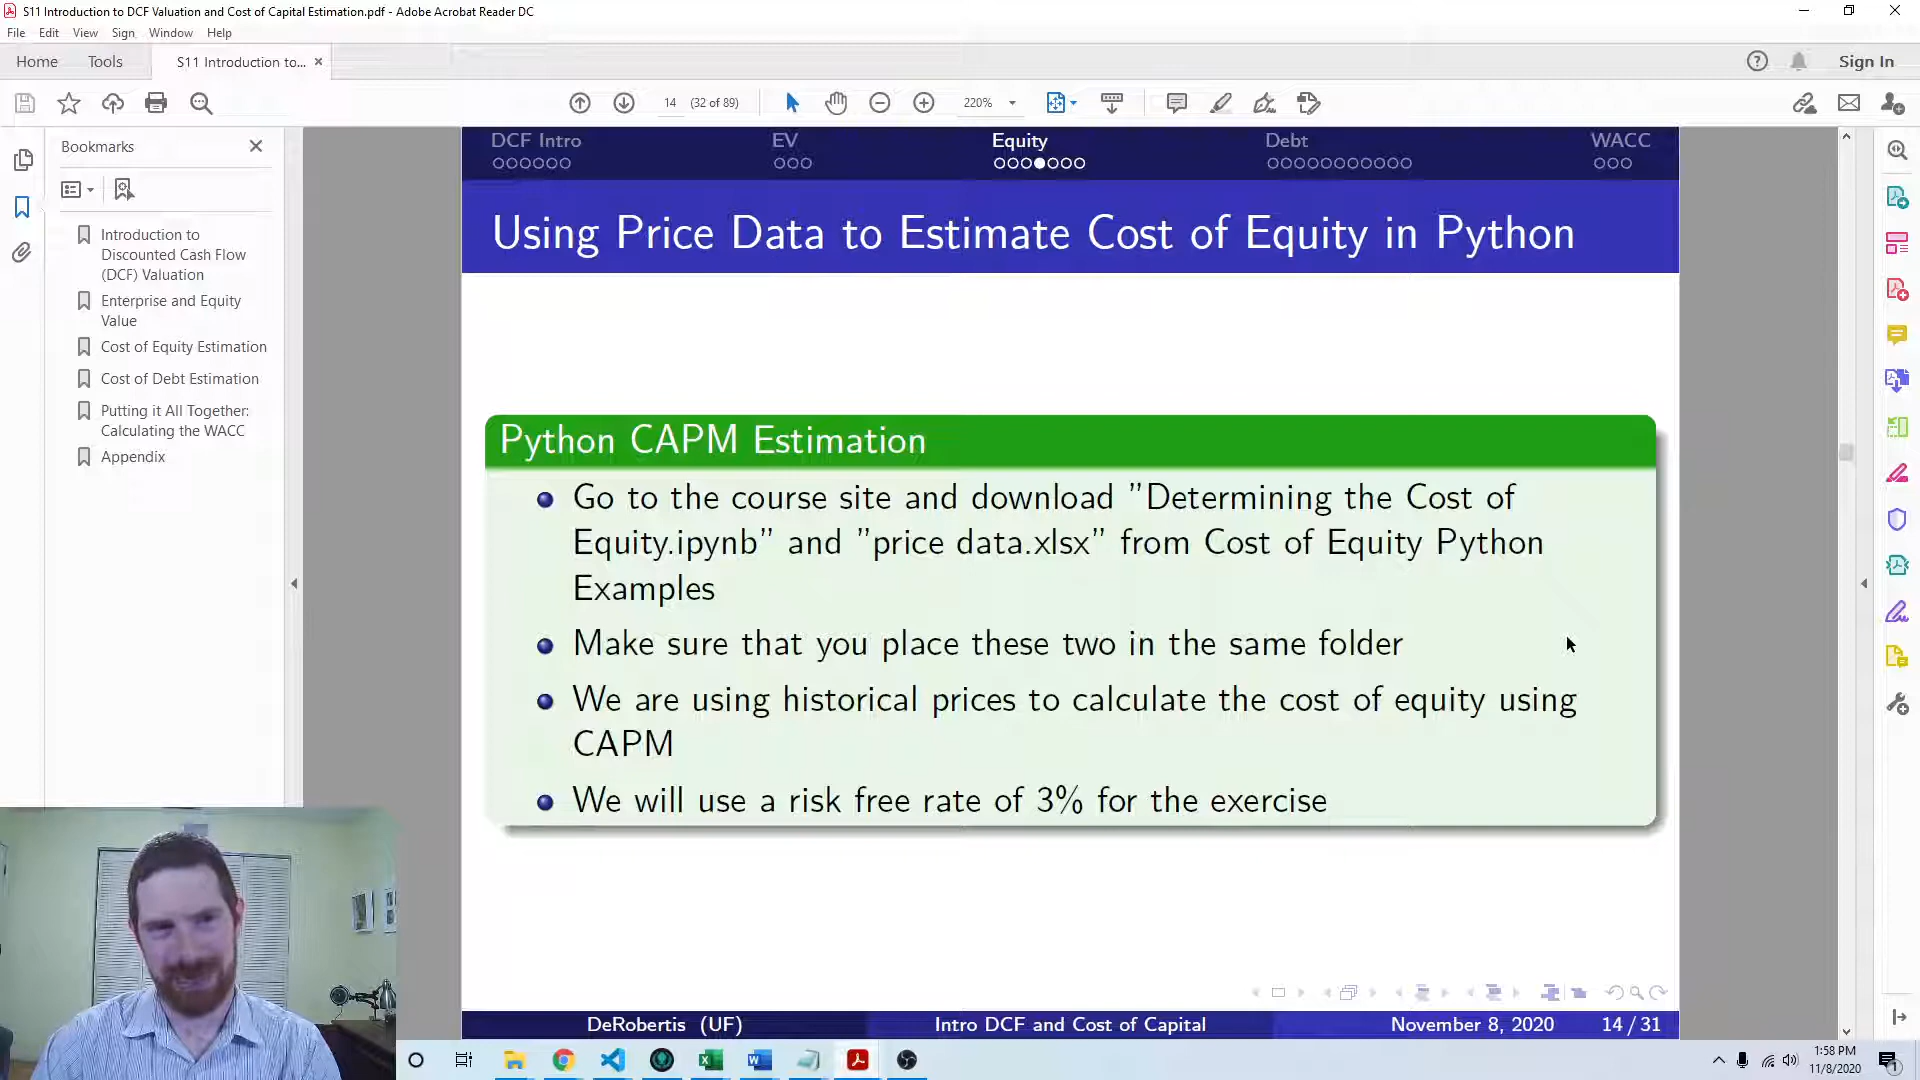 S11 Introduction to DCF Valuation and Cost of Capital Estimation.pdf - Adobe Acrobat Reader DC
File Edit View Sign Window Help
Home Tools S11 Introduction to... × Sign In
14 (32 of 89) 220%
Bookmarks
Introduction to
Discounted Cash Flow
(DCF) Valuation
Enterprise and Equity
Value
Cost of Equity Estimation
Cost of Debt Estimation
Putting it All Together:
Calculating the WACC
Appendix
DCF Intro EV Equity Debt WACC
Using Price Data to Estimate Cost of Equity in Python
Python CAPM Estimation
Go to the course site and download ”Determining the Cost of
Equity.ipynb” and ”price data.xlsx” from Cost of Equity Python
Examples
Make sure that you place these two in the same folder
We are using historical prices to calculate the cost of equity using
CAPM
We will use a risk free rate of 3% for the exercise
DeRobertis (UF) Intro DCF and Cost of Capital November 8, 2020 14 / 31
1:58 PM
11/8/2020